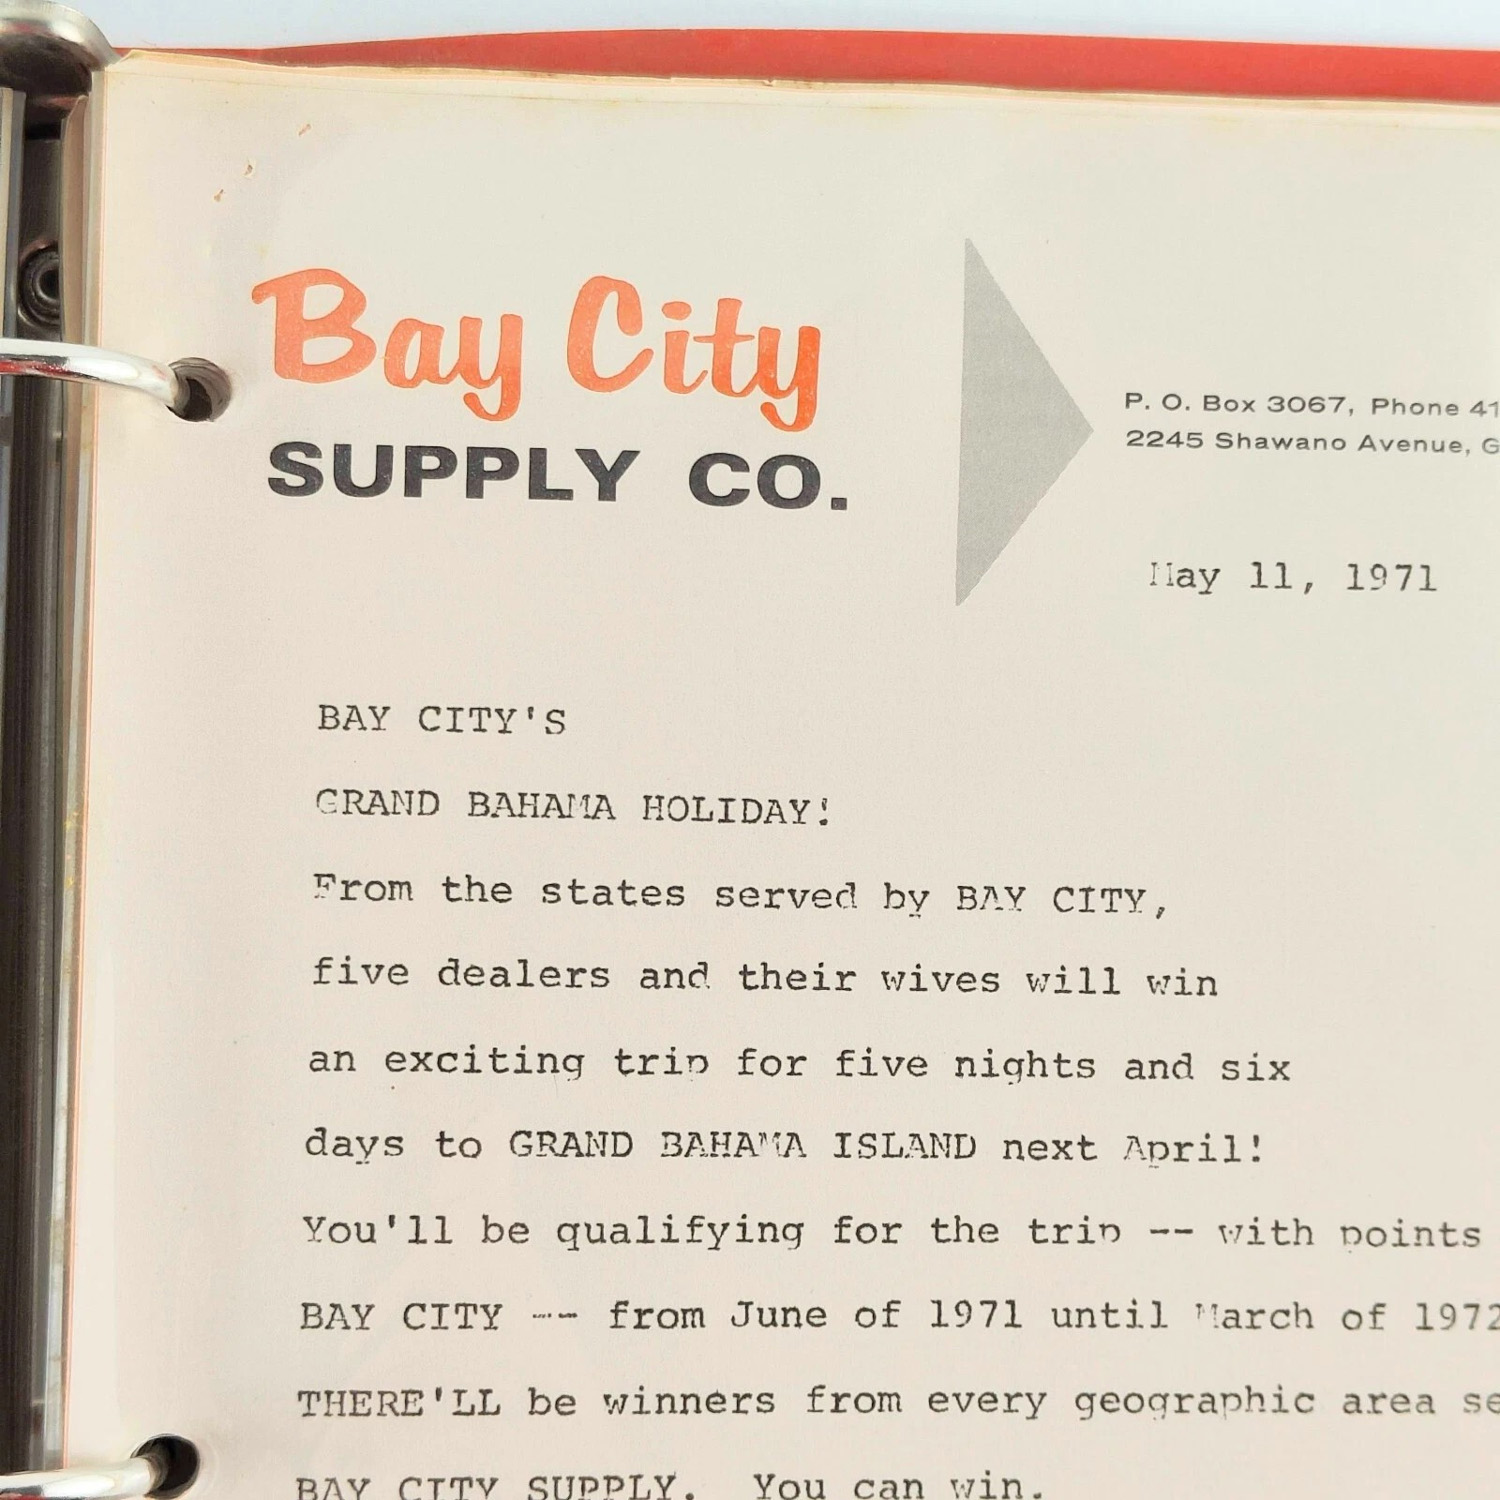 Bay City
SUPPLY CO.
P. O. Box 3067, Phone 41
2245 Shawano Avenue, G
May 11, 1971
BAY CITY'S
GRAND BAHAMA HOLIDAY!
From the states served by BAY CITY,
five dealers and their wives will win
an exciting trip for five nights and six
days to GRAND BAHAMA ISLAND next April!
You'll be qualifying for the trip -- with points
BAY CITY -- from June of 1971 until March of 1972
THERE'LL be winners from every geographic area se
BAY CITY SUPPLY. You can win.